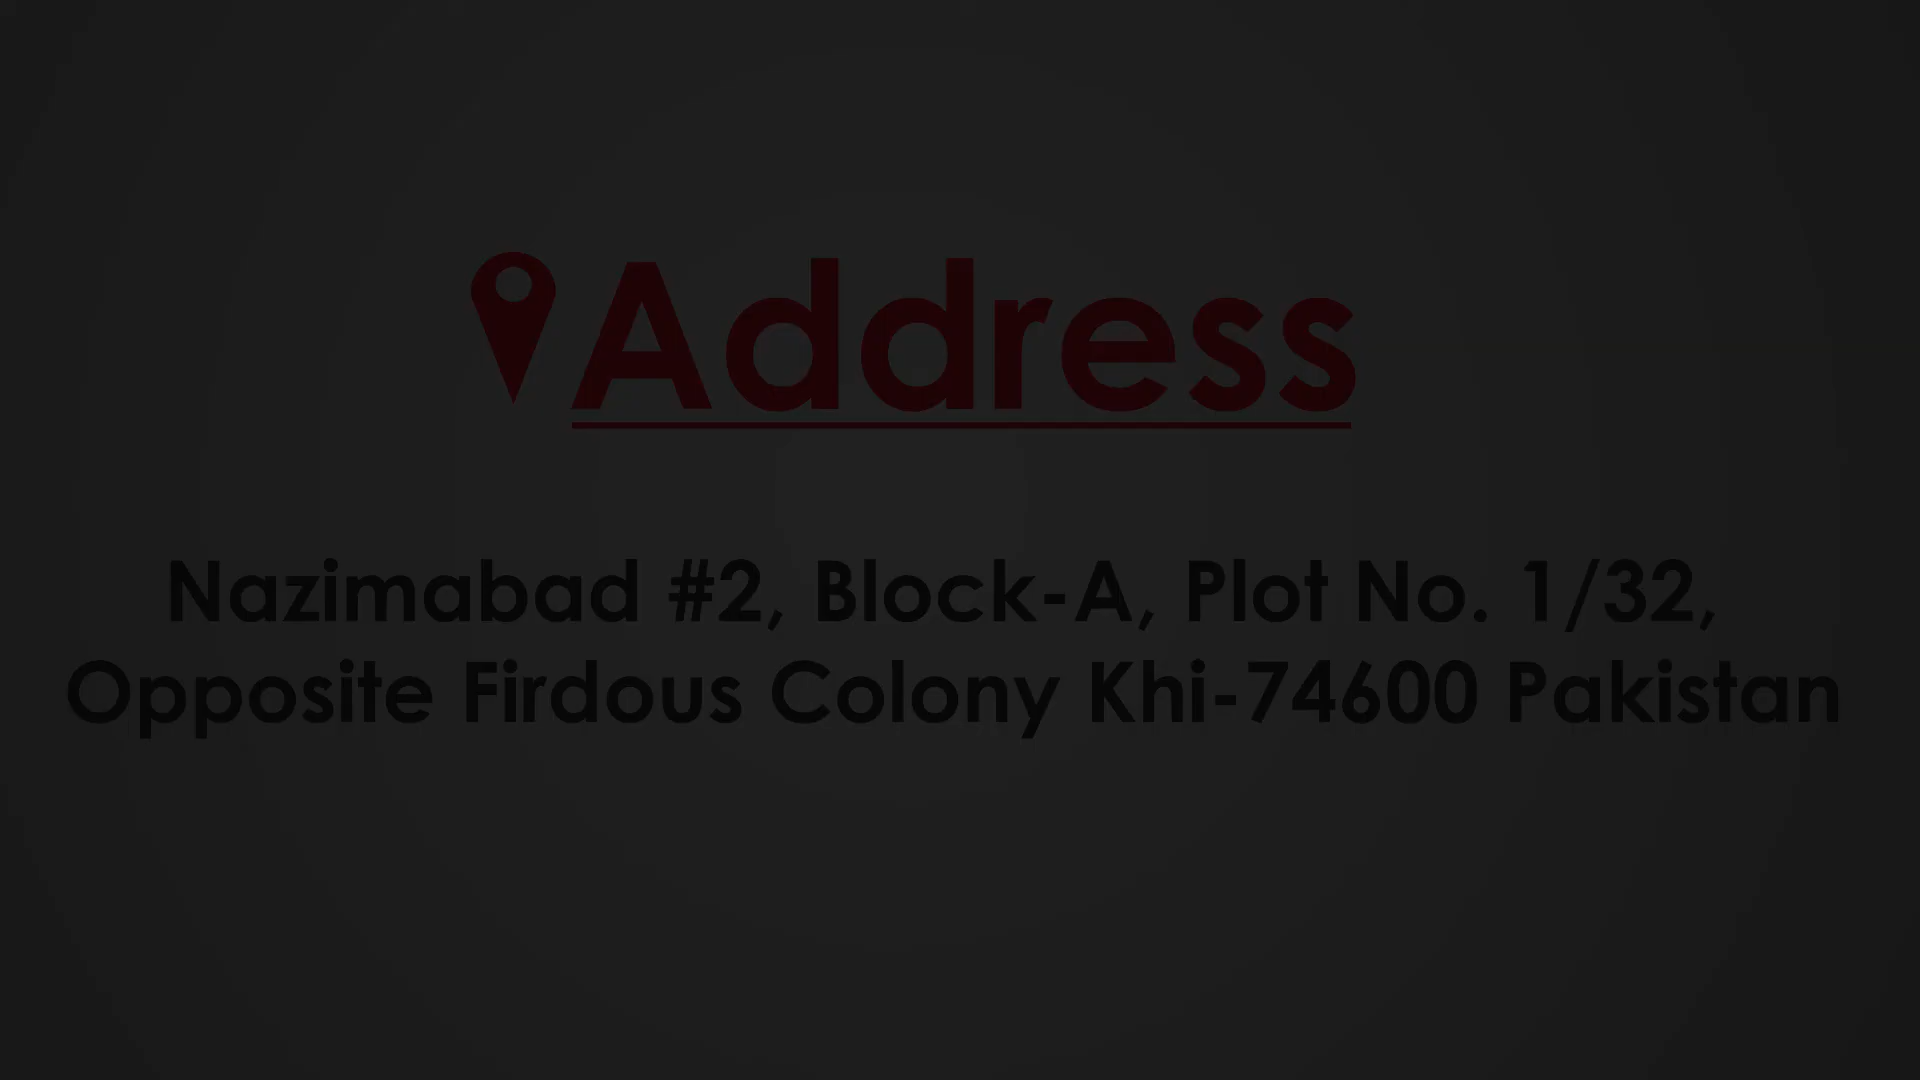 Address
Nazimabad #2, Block-A, Plot No. 1/32,
Opposite Firdous Colony Khi-74600 Pakistan